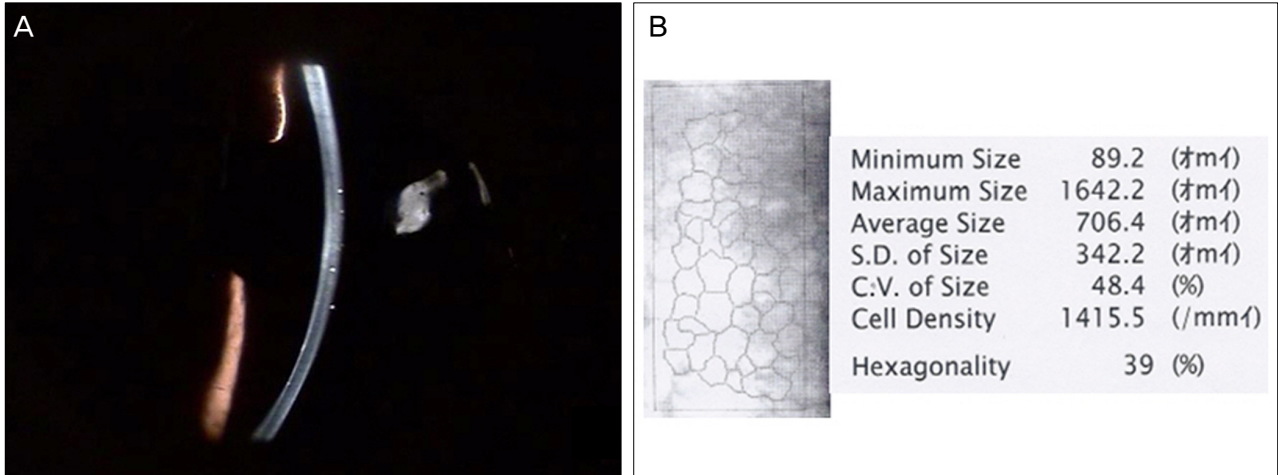 A
B
Minimum Size 89.2 (ｵmｲ)
Maximum Size 1642.2 (ｵmｲ)
Average Size 706.4 (ｵmｲ)
S.D. of Size 342.2 (ｵmｲ)
C.V. of Size 48.4 (%)
Cell Density 1415.5 (/mmｲ)
Hexagonality 39 (%)